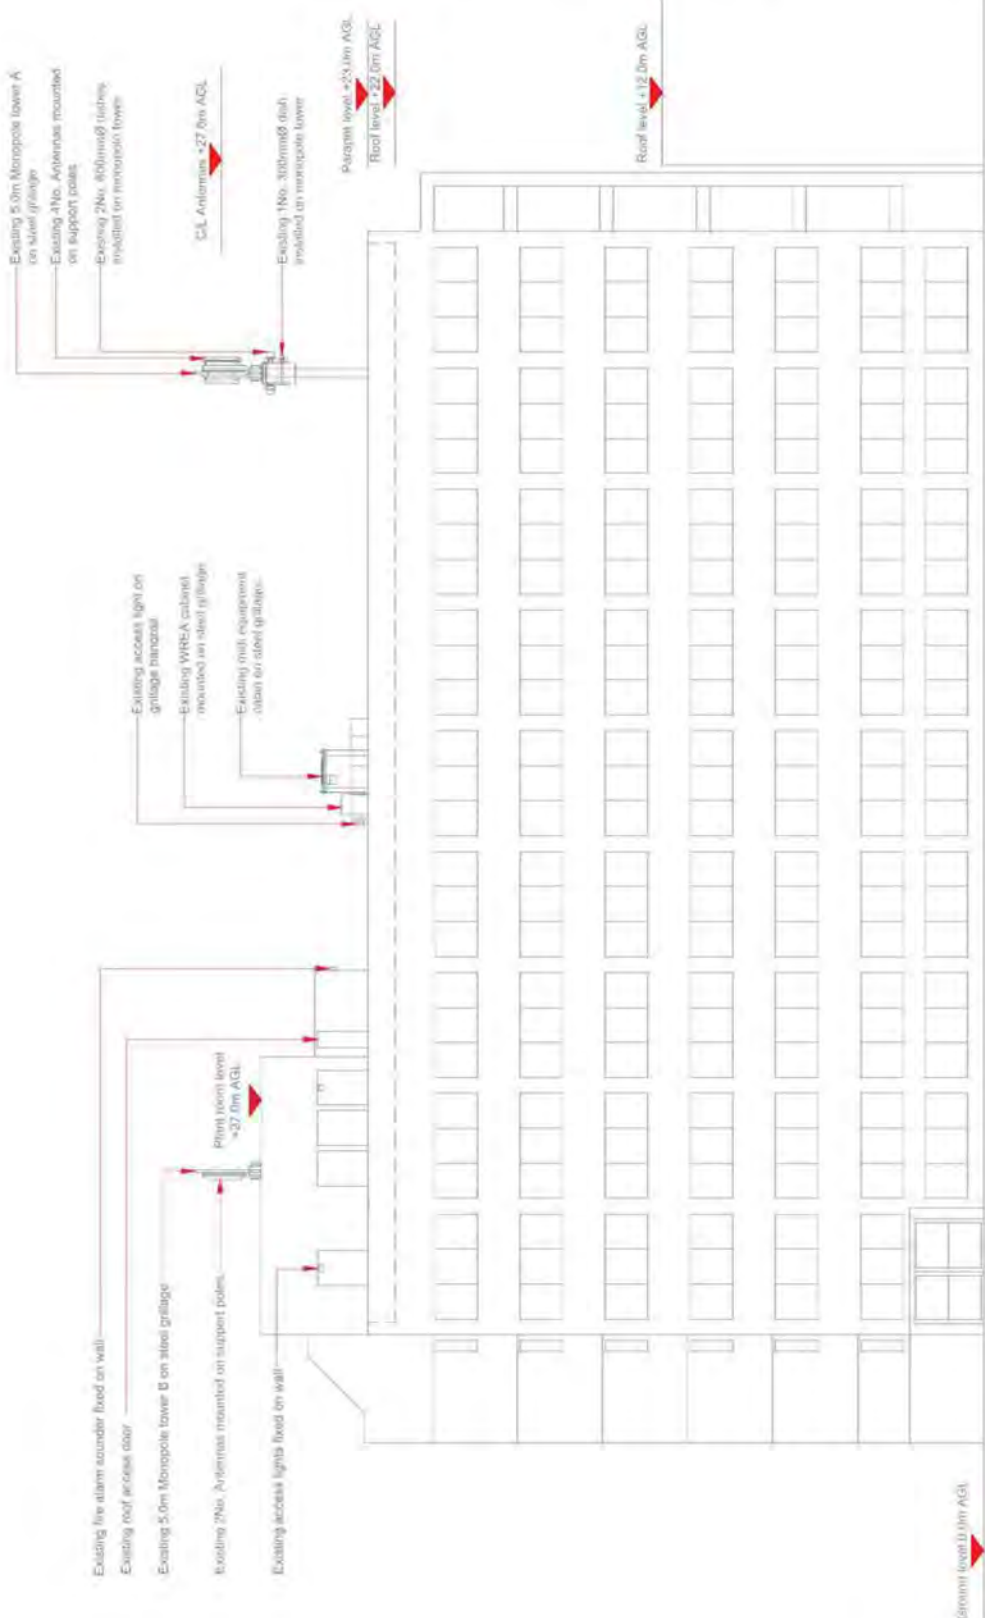 Existing fire alarm sounder fixed on wall
Existing roof access door
Existing 5.0m Monopole tower B on steel grillage
Existing 2No. Antennas mounted on support poles
Existing access lights fixed on wall
Plant room level
+27.0m AGL
Existing access light on
grillage handrail
Existing WREA cabinet
mounted on steel grillage
Existing midi equipment
cabin on steel grillage
Existing 5.0m Monopole tower A
on steel grillage
Existing 4No. Antennas mounted
on support poles
Existing 2No. 600mmØ dishes
installed on monopole tower
C/L Antennas +27.0m AGL
Existing 1No. 300mmØ dish
installed on monopole tower
Parapet level +23.0m AGL
Roof level +22.0m AGL
Roof level +12.0m AGL
Ground level 0.0m AGL